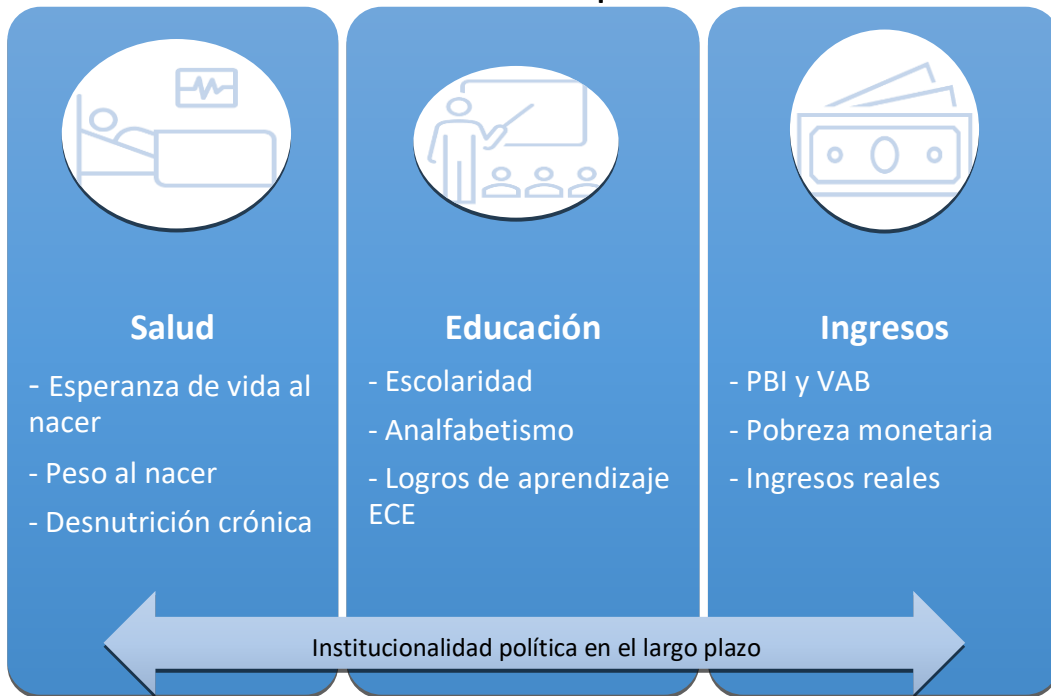 Salud
- Esperanza de vida al
nacer
- Peso al nacer
- Desnutrición crónica
Educación
- Escolaridad
- Analfabetismo
- Logros de aprendizaje
ECE
Ingresos
- PBI y VAB
- Pobreza monetaria
- Ingresos reales
Institucionalidad política en el largo plazo